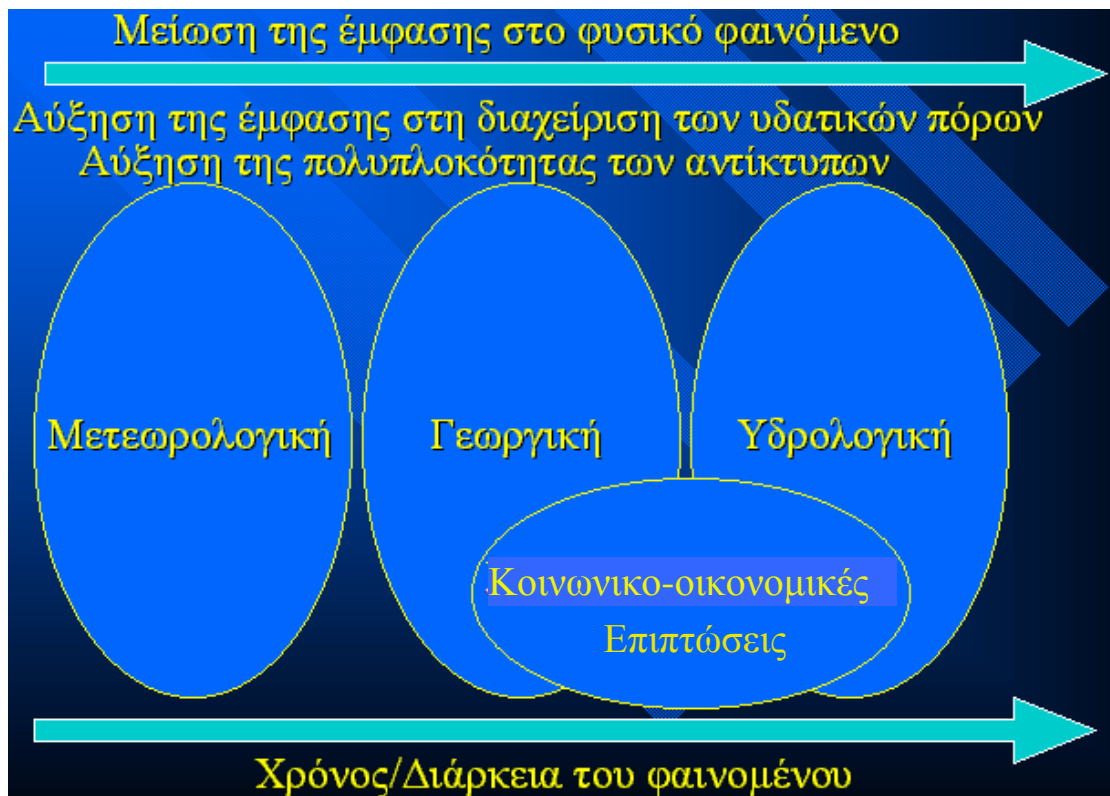 Μείωση της έμφασης στο φυσικό φαινόμενο
Αύξηση της έμφασης στη διαχείριση των υδατικών πόρων
Αύξηση της πολυπλοκότητας των αντίκτυπων
Μετεωρολογική
Γεωργική
Υδρολογική
Κοινωνικο-οικονομικές
Επιπτώσεις
Χρόνος/Διάρκεια του φαινομένου